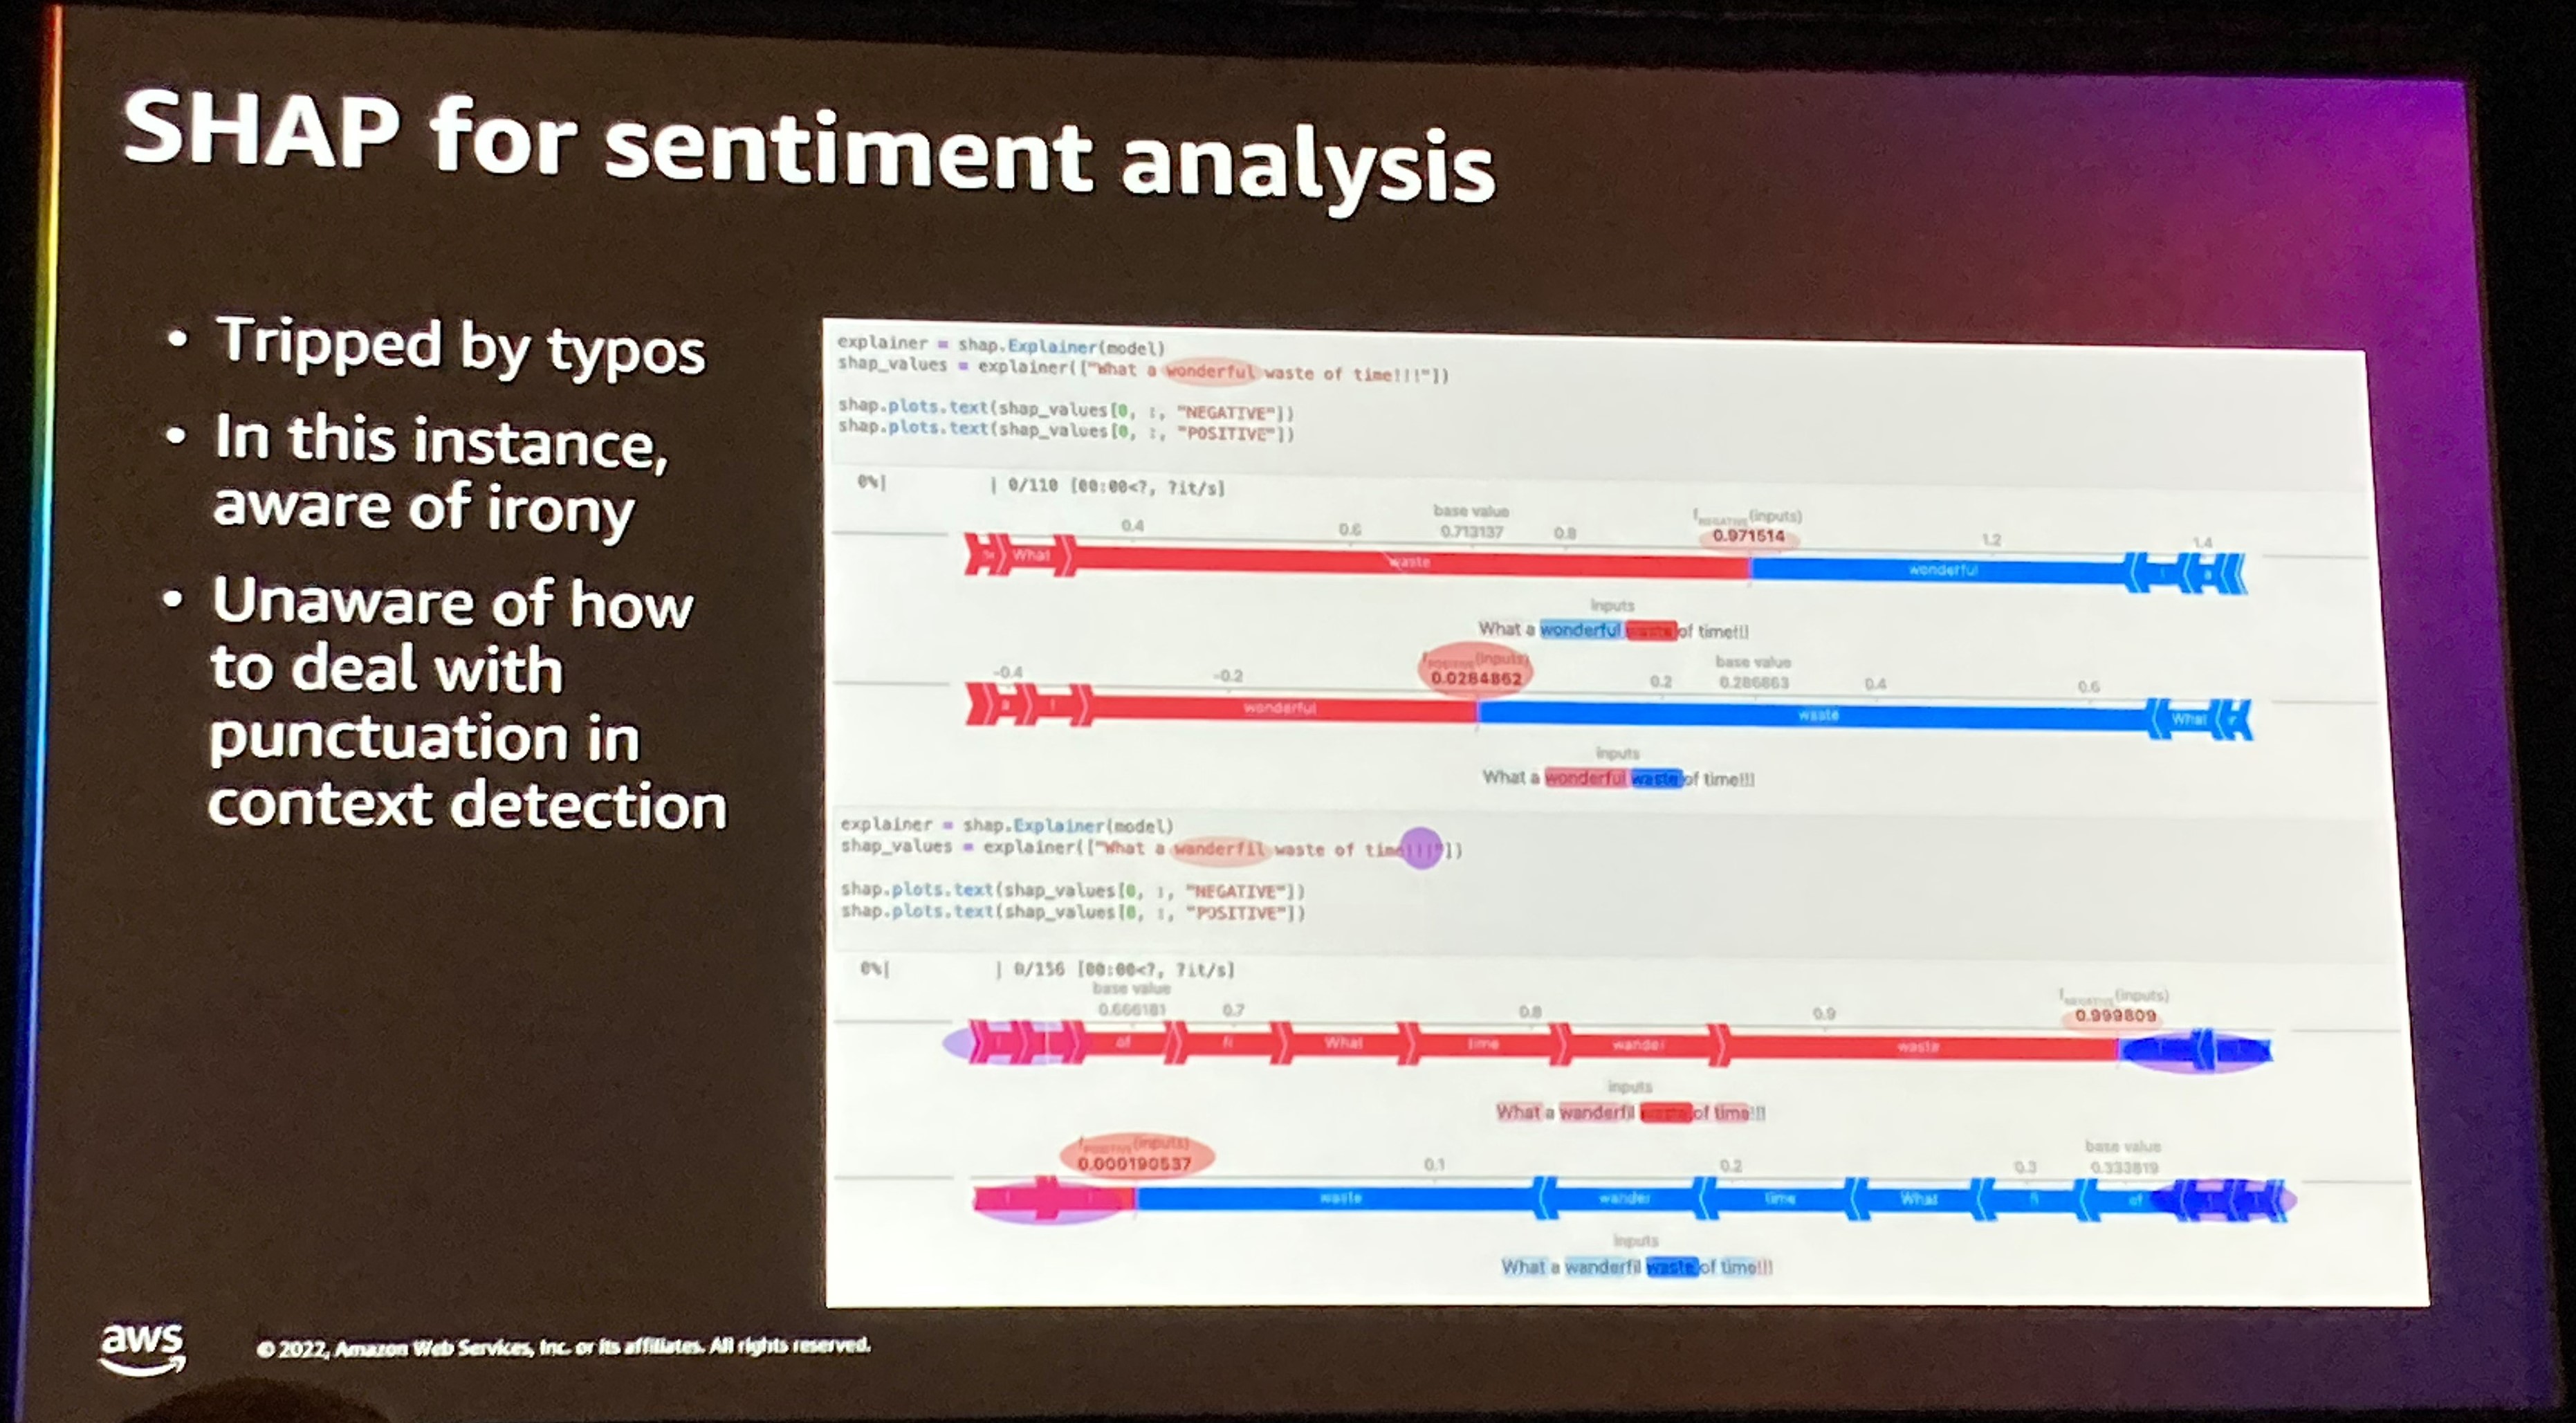 SHAP for sentiment analysis
• Tripped by typos
• In this instance,
aware of irony
• Unaware of how
to deal with
punctuation in
context detection
explainer = shap.Explainer(model)
shap_values = explainer(["What a wonderful waste of time!!!"])
shap.plots.text(shap_values[0, :, "NEGATIVE"])
shap.plots.text(shap_values[0, :, "POSITIVE"])
0%| | 0/110 [00:00<?, ?it/s]
base value
fNEGATIVE(inputs)
0.4 0.6 0.713137 0.8 0.971514 1.2 1.4
What waste wonderful ! a
inputs
What a wonderful waste of time!!!
fPOSITIVE(inputs) base value
-0.4 -0.2 0.0284862 0.2 0.286863 0.4 0.6
a ! wonderful waste What
inputs
What a wonderful waste of time!!!
explainer = shap.Explainer(model)
shap_values = explainer(["What a wanderfil waste of time!!!"])
shap.plots.text(shap_values[0, :, "NEGATIVE"])
shap.plots.text(shap_values[0, :, "POSITIVE"])
0%| | 0/156 [00:00<?, ?it/s]
base value fNEGATIVE(inputs)
0.666181 0.7 0.8 0.9 0.999809
of fi What time wander waste
inputs
What a wanderfil waste of time!!!
fPOSITIVE(inputs) base value
0.000190537 0.1 0.2 0.3 0.333819
waste wander time What fi of
inputs
What a wanderfil waste of time!!!
aws
© 2022, Amazon Web Services, Inc. or its affiliates. All rights reserved.